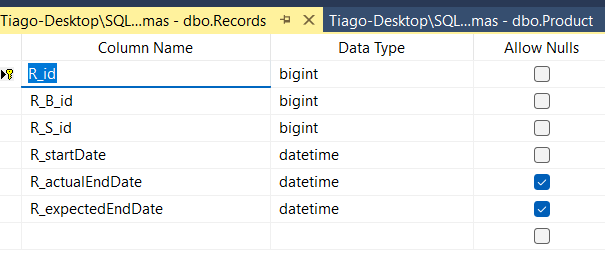 Tiago-Desktop\SQL...mas - dbo.Records
Tiago-Desktop\SQL...mas - dbo.Product
Column Name Data Type Allow Nulls
R_id bigint
R_B_id bigint
R_S_id bigint
R_startDate datetime
R_actualEndDate datetime
R_expectedEndDate datetime